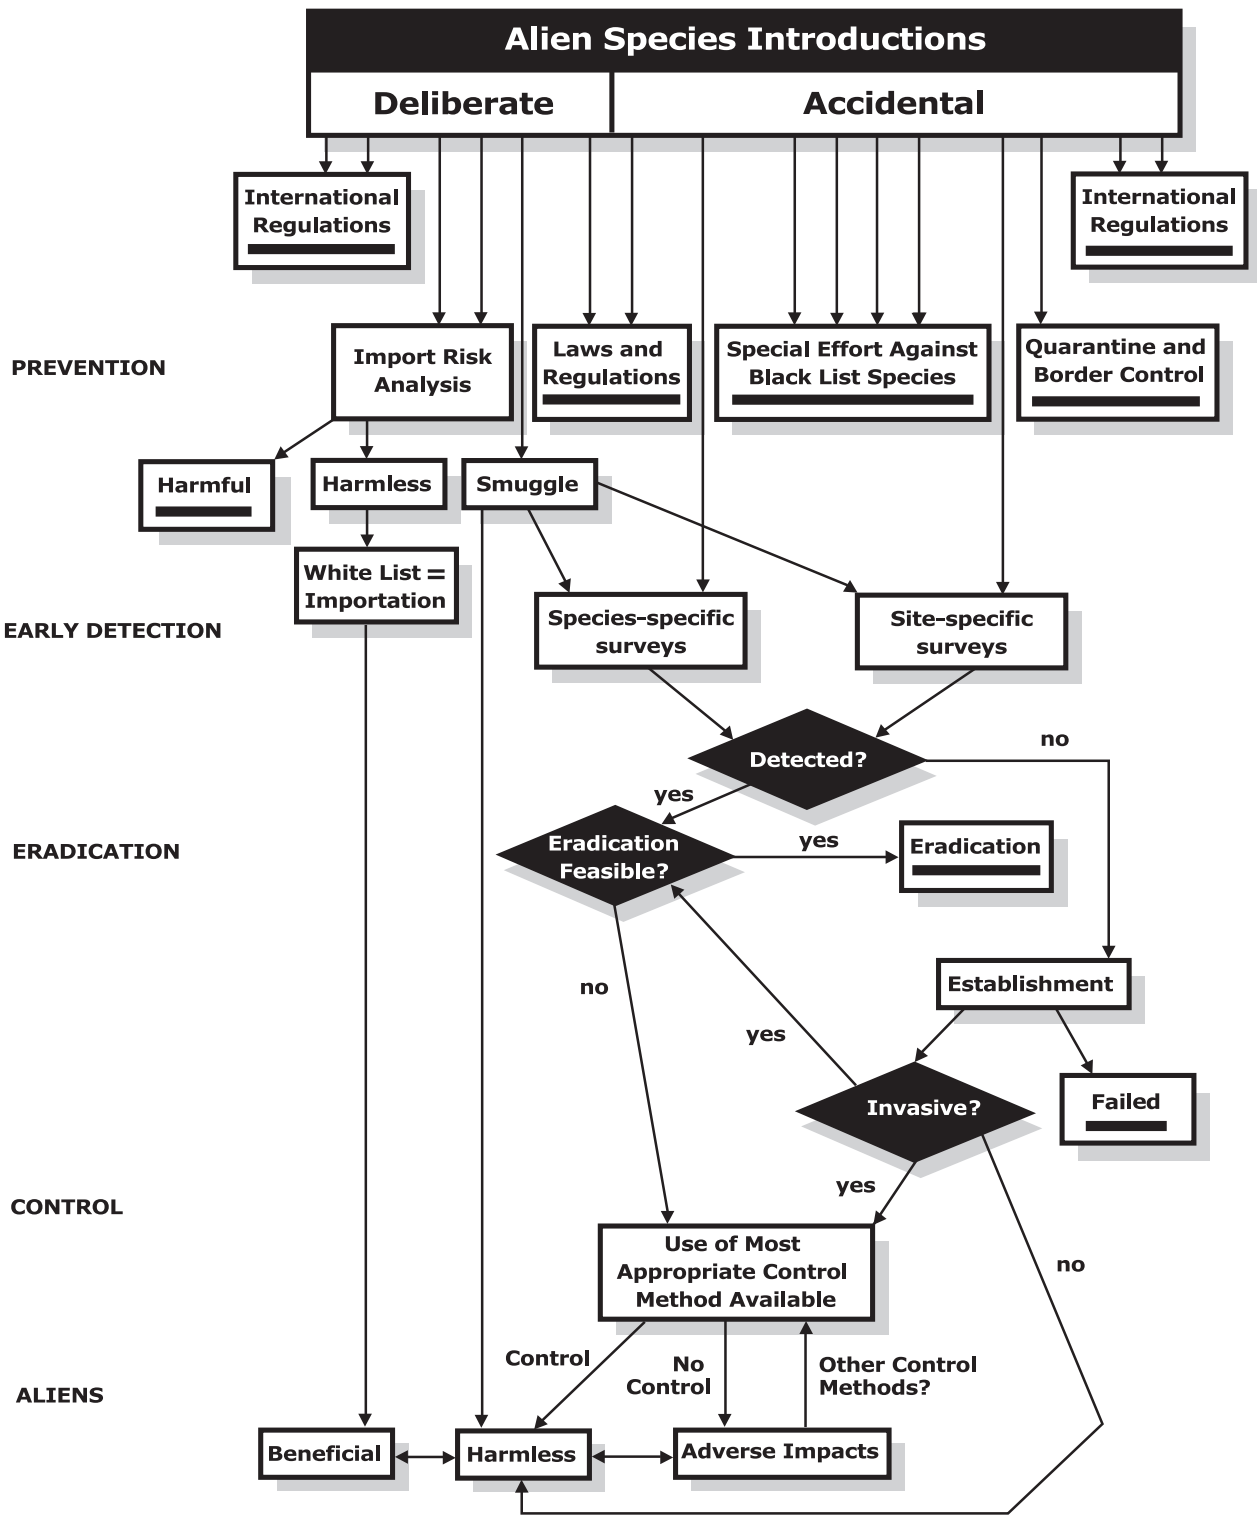 Alien Species Introductions
Deliberate
Accidental
International
Regulations
International
Regulations
PREVENTION
Import Risk
Analysis
Laws and
Regulations
Special Effort Against
Black List Species
Quarantine and
Border Control
Harmful
Harmless
Smuggle
White List =
Importation
EARLY DETECTION
Species-specific
surveys
Site-specific
surveys
Detected?
no
yes
ERADICATION
Eradication
Feasible?
yes
Eradication
no
Establishment
yes
Invasive?
Failed
yes
CONTROL
Use of Most
Appropriate Control
Method Available
no
Control
No
Control
Other Control
Methods?
ALIENS
Beneficial
Harmless
Adverse Impacts